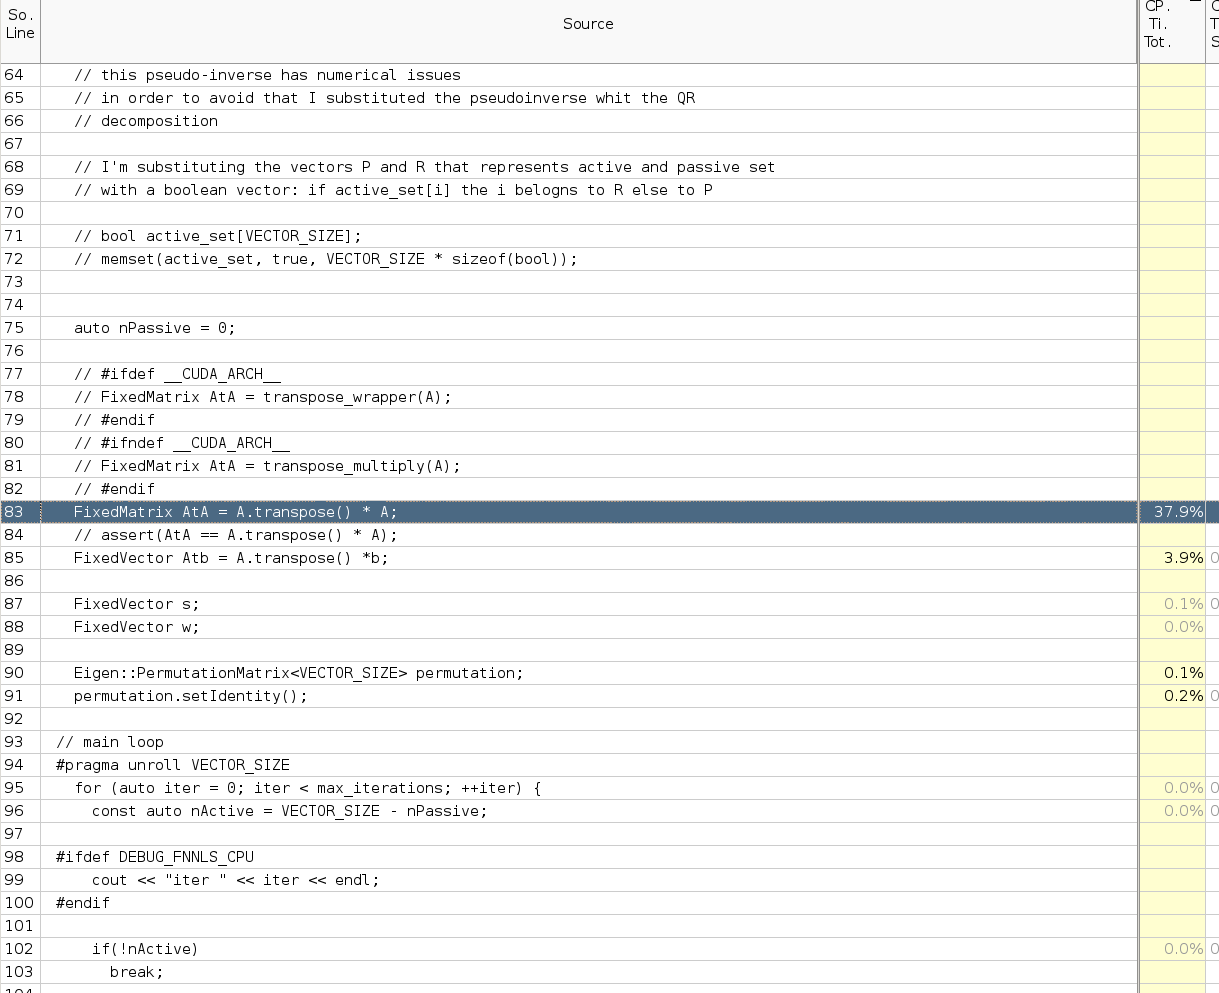 So. Line Source CP. Ti. Tot.
64 // this pseudo-inverse has numerical issues
65 // in order to avoid that I substituted the pseudoinverse whit the QR
66 // decomposition
67
68 // I'm substituting the vectors P and R that represents active and passive set
69 // with a boolean vector: if active_set[i] the i belogns to R else to P
70
71 // bool active_set[VECTOR_SIZE];
72 // memset(active_set, true, VECTOR_SIZE * sizeof(bool));
73
74
75 auto nPassive = 0;
76
77 // #ifdef __CUDA_ARCH__
78 // FixedMatrix AtA = transpose_wrapper(A);
79 // #endif
80 // #ifndef __CUDA_ARCH__
81 // FixedMatrix AtA = transpose_multiply(A);
82 // #endif
83 FixedMatrix AtA = A.transpose() * A; 37.9%
84 // assert(AtA == A.transpose() * A);
85 FixedVector Atb = A.transpose() *b; 3.9% 0
86
87 FixedVector s; 0.1% 0
88 FixedVector w; 0.0%
89
90 Eigen::PermutationMatrix<VECTOR_SIZE> permutation; 0.1%
91 permutation.setIdentity(); 0.2% 0
92
93 // main loop
94 #pragma unroll VECTOR_SIZE
95 for (auto iter = 0; iter < max_iterations; ++iter) { 0.0% 0
96 const auto nActive = VECTOR_SIZE - nPassive; 0.0% 0
97
98 #ifdef DEBUG_FNNLS_CPU
99 cout << "iter " << iter << endl;
100 #endif
101
102 if(!nActive) 0.0% 0
103 break;